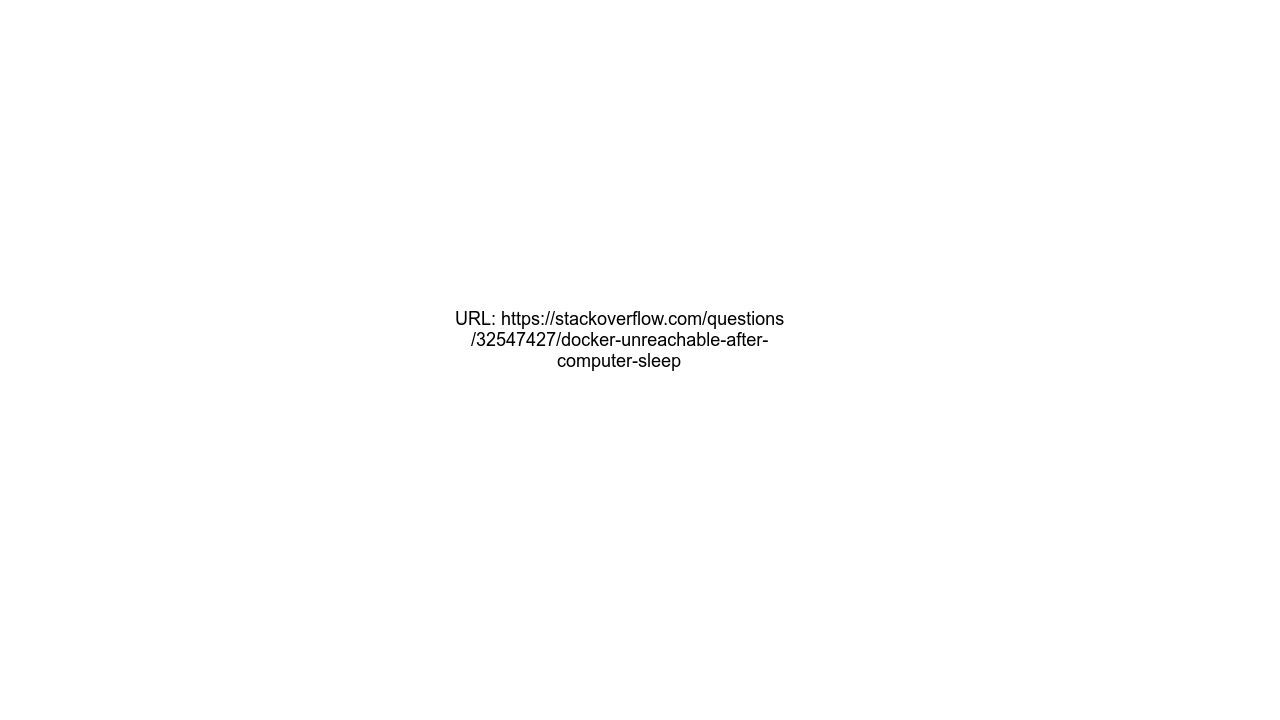 URL: https://stackoverflow.com/questions
/32547427/docker-unreachable-after-
computer-sleep